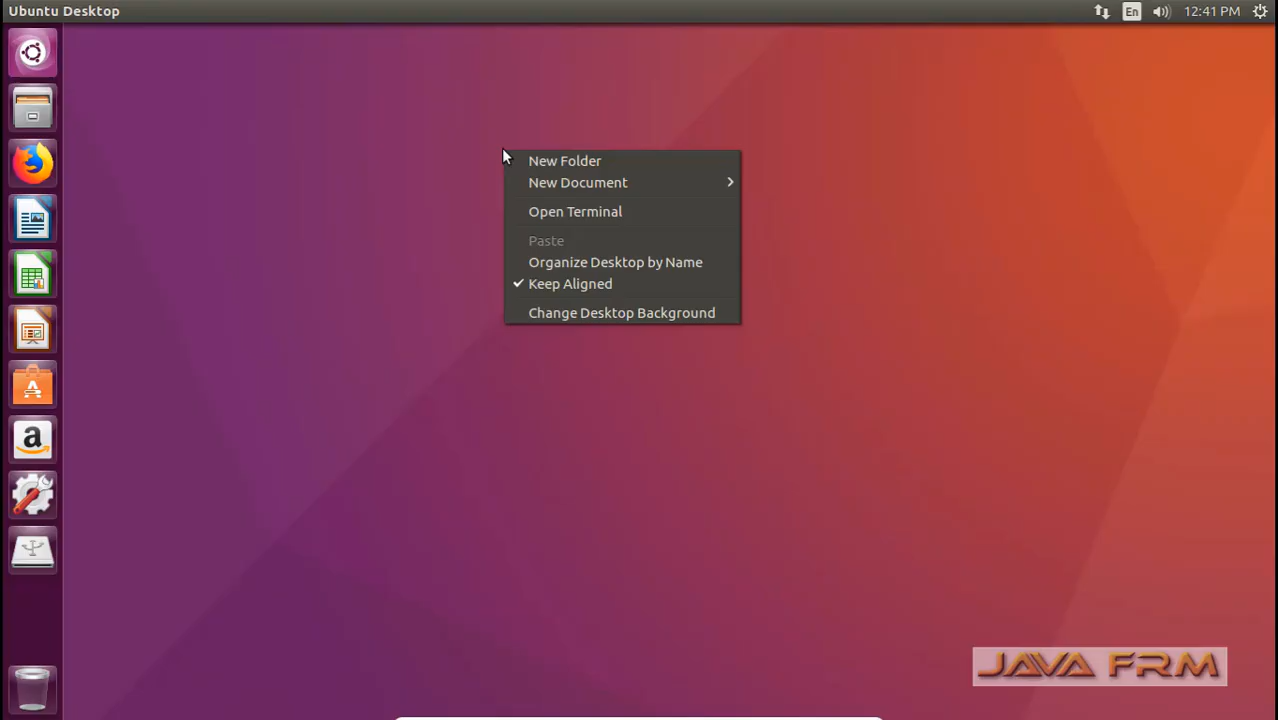 Ubuntu Desktop
En
12:41 PM
New Folder
New Document
Open Terminal
Paste
Organize Desktop by Name
Keep Aligned
Change Desktop Background
a
JAVA FRM